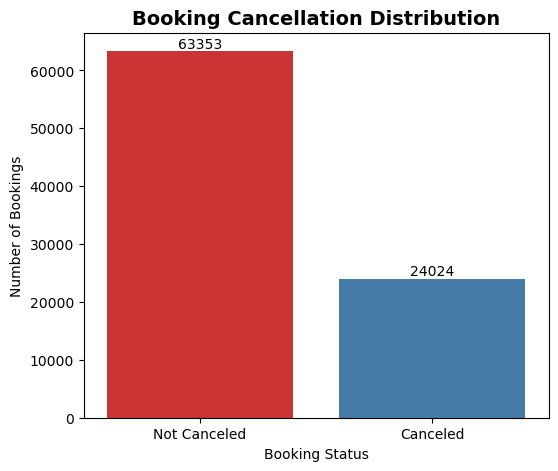 Booking Cancellation Distribution
63353
24024
Number of Bookings
60000
50000
40000
30000
20000
10000
0
Not Canceled
Canceled
Booking Status